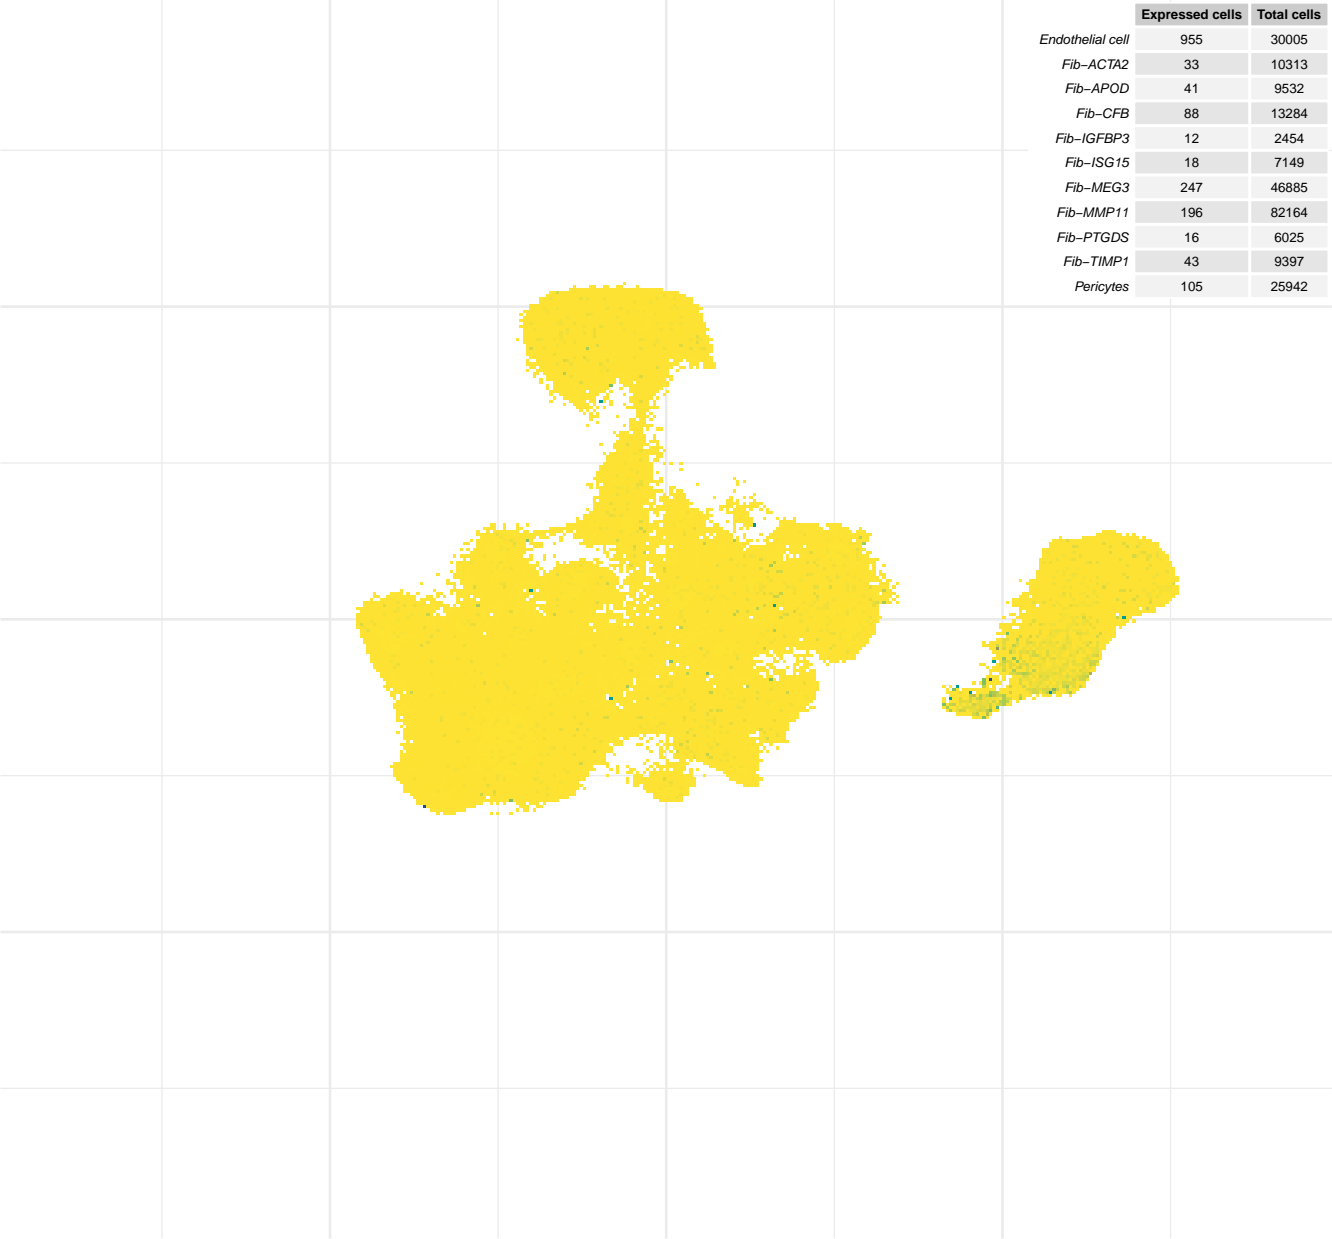 Expressed cells Total cells
Endothelial cell 955 30005
Fib−ACTA2 33 10313
Fib−APOD 41 9532
Fib−CFB 88 13284
Fib−IGFBP3 12 2454
Fib−ISG15 18 7149
Fib−MEG3 247 46885
Fib−MMP11 196 82164
Fib−PTGDS 16 6025
Fib−TIMP1 43 9397
Pericytes 105 25942